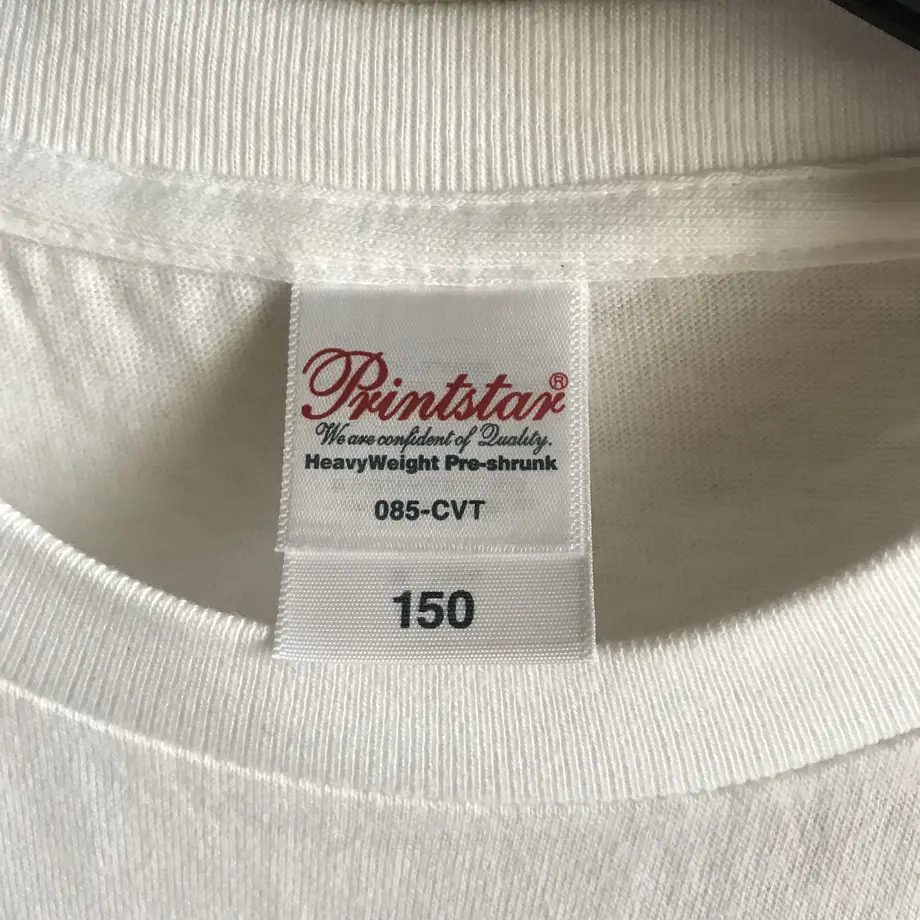 Printstar®
We are confident of Quality.
HeavyWeight Pre-shrunk
085-CVT
150